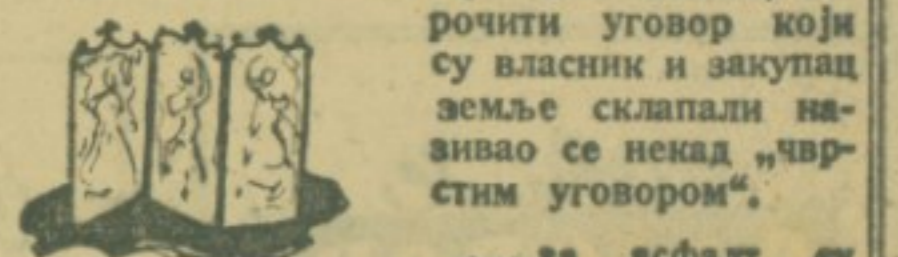 рочити уговор који
су власник и закупац
земље склапали на-
зивао се некад „чвр-
стим уговором“.